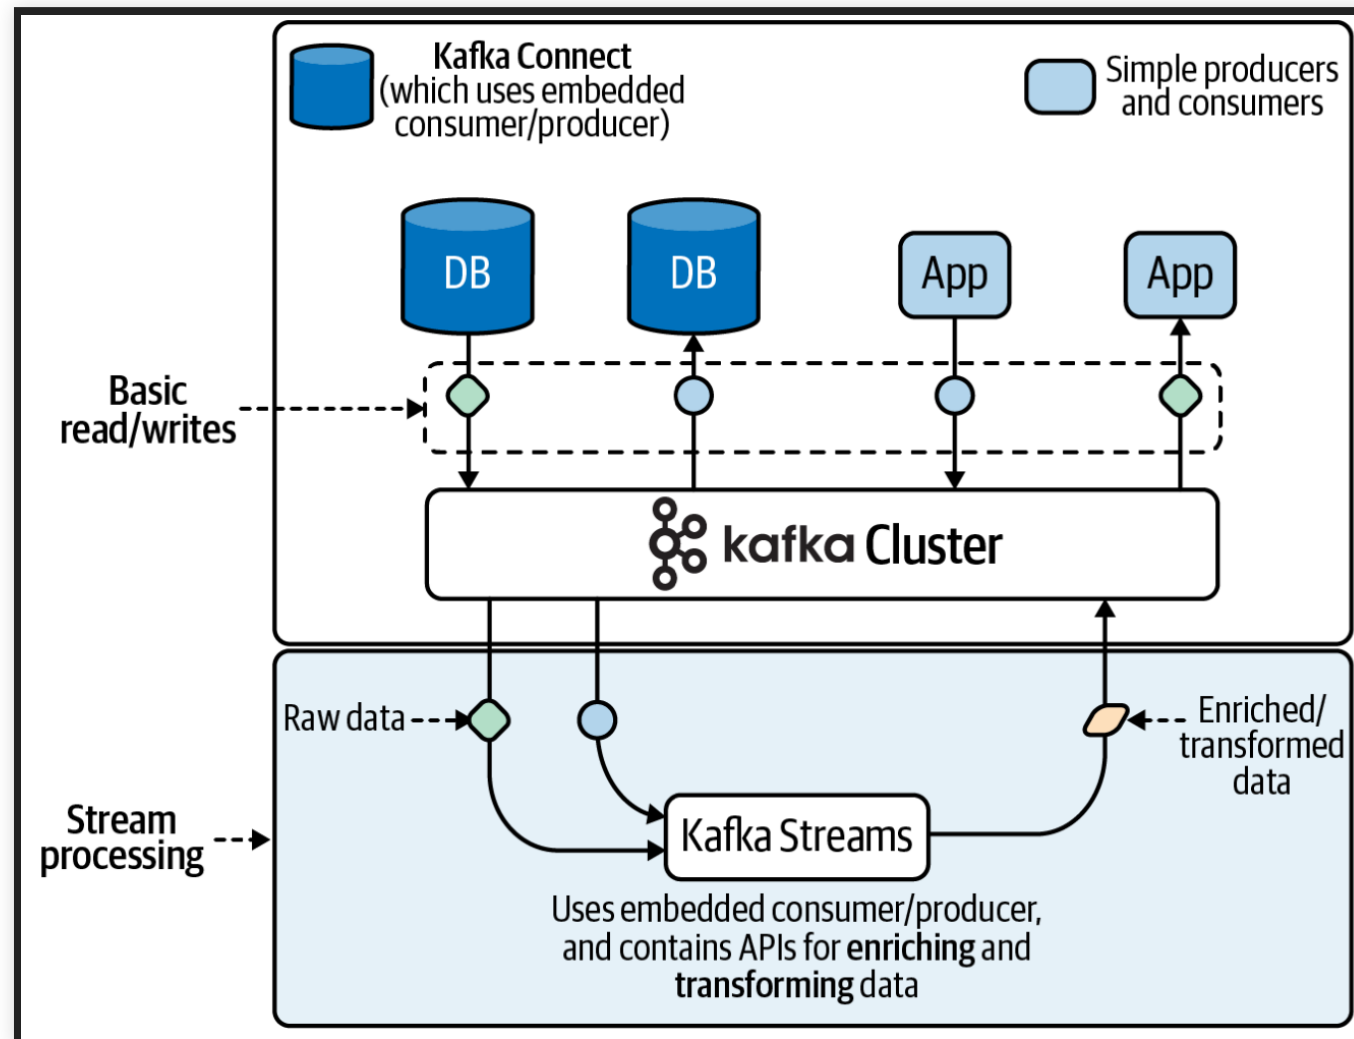 Kafka Connect
(which uses embedded
consumer/producer)
Simple producers
and consumers
DB
DB
App
App
Basic
read/writes
kafka Cluster
Raw data
Enriched/
transformed
data
Stream
processing
Kafka Streams
Uses embedded consumer/producer,
and contains APIs for enriching and
transforming data